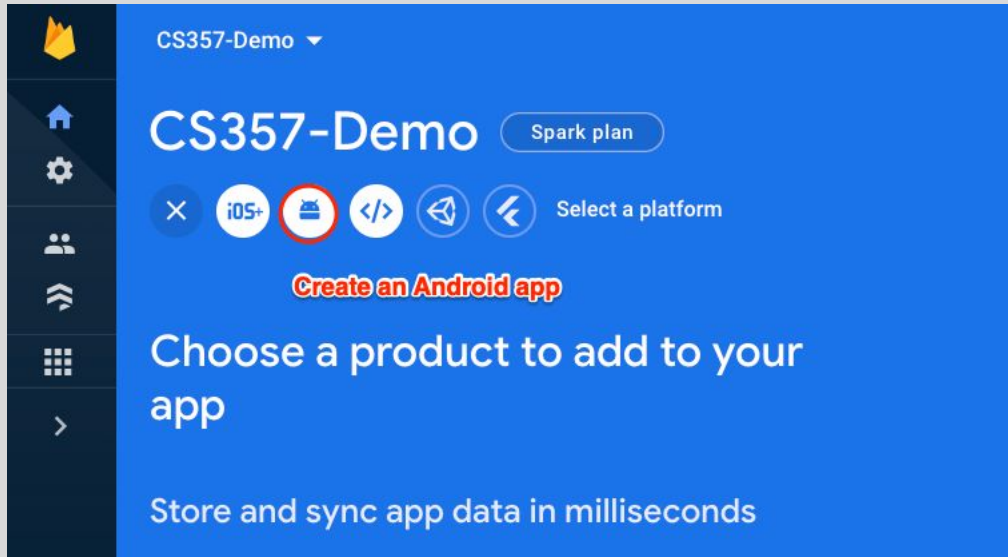 CS357-Demo
CS357-Demo Spark plan
iOS+ </> Select a platform
Create an Android app
Choose a product to add to your
app
Store and sync app data in milliseconds